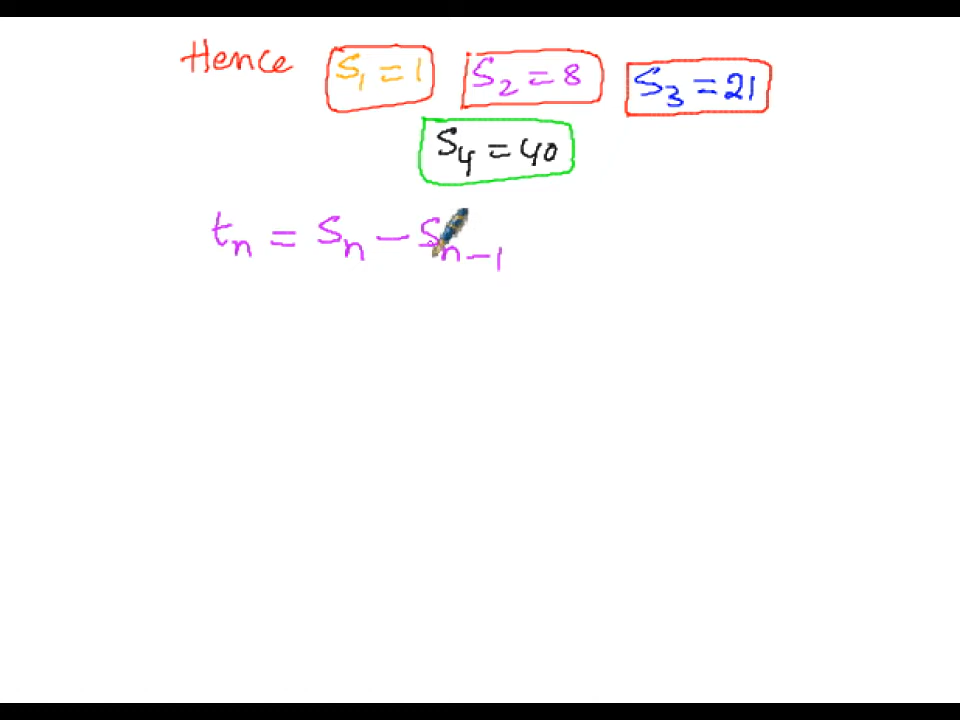 Hence S₁ = 1 S₂ = 8 S₃ = 21
S₄ = 40
tₙ = Sₙ − Sₙ₋₁